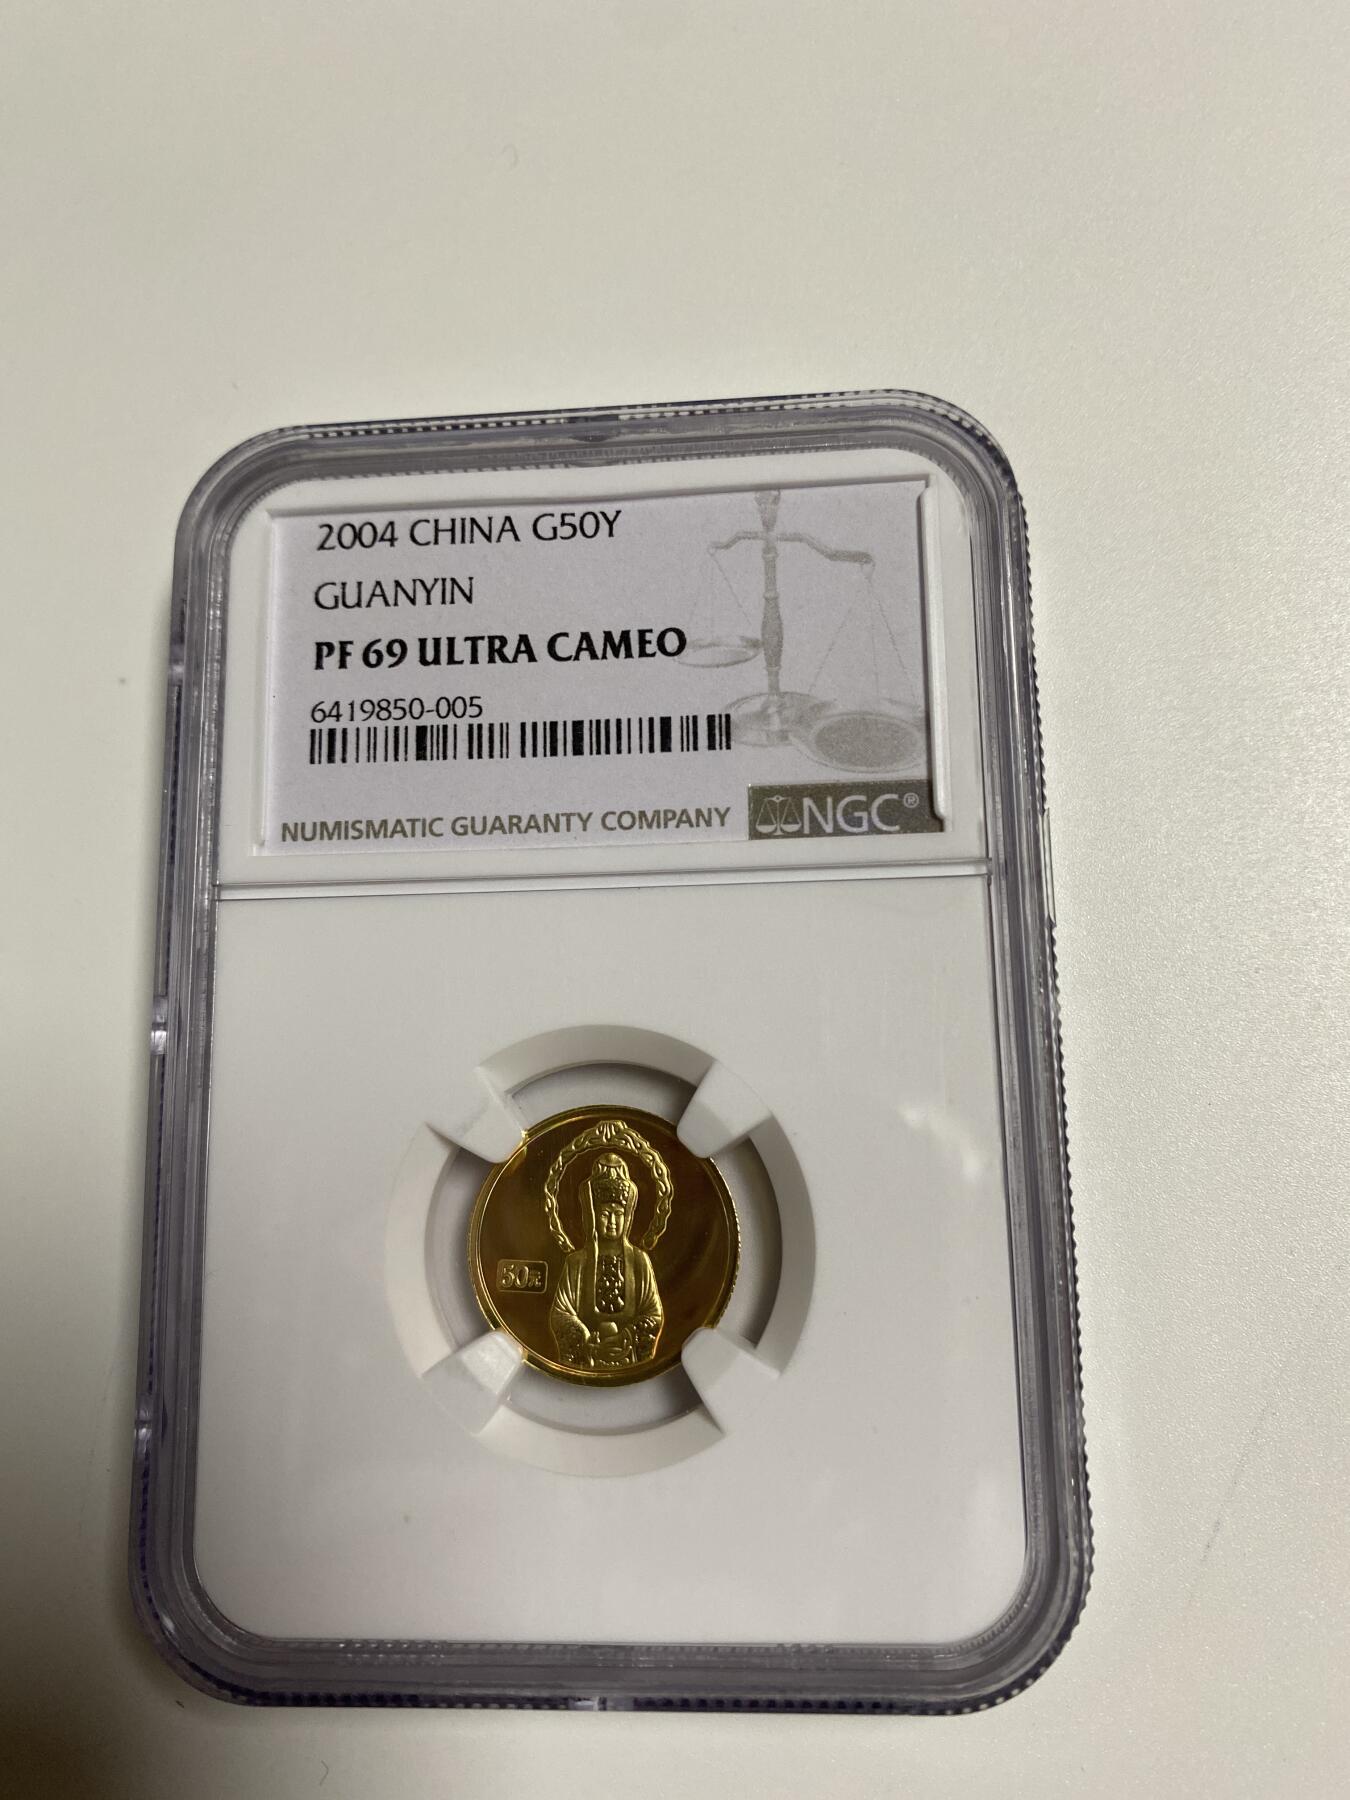 2004 CHINA G50Y
GUANYIN
PF 69 ULTRA CAMEO
6419850-005
NUMISMATIC GUARANTY COMPANY
NGC®
50元